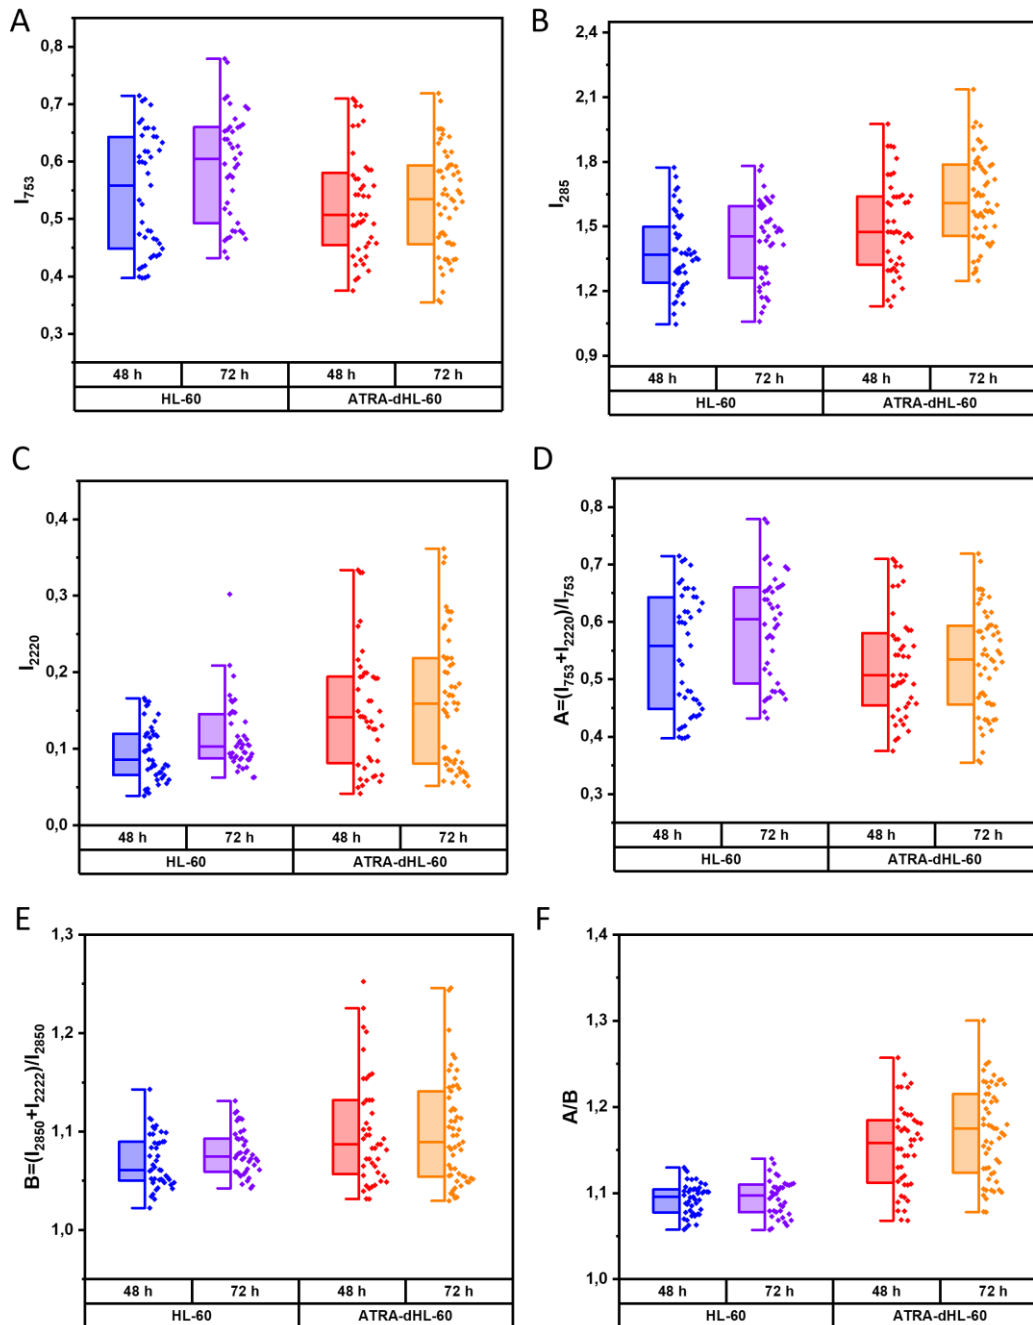 A
B
I753
0,8
0,7
0,6
0,5
0,4
0,3
48 h 72 h 48 h 72 h
HL-60 ATRA-dHL-60
I285
2,4
2,1
1,8
1,5
1,2
0,9
48 h 72 h 48 h 72 h
HL-60 ATRA-dHL-60
C
D
I2220
0,4
0,3
0,2
0,1
0,0
48 h 72 h 48 h 72 h
HL-60 ATRA-dHL-60
A=(I753+I2220)/I753
0,8
0,7
0,6
0,5
0,4
0,3
48 h 72 h 48 h 72 h
HL-60 ATRA-dHL-60
E
F
B=(I2850+I2222)/I2850
1,3
1,2
1,1
1,0
48 h 72 h 48 h 72 h
HL-60 ATRA-dHL-60
A/B
1,4
1,3
1,2
1,1
1,0
48 h 72 h 48 h 72 h
HL-60 ATRA-dHL-60